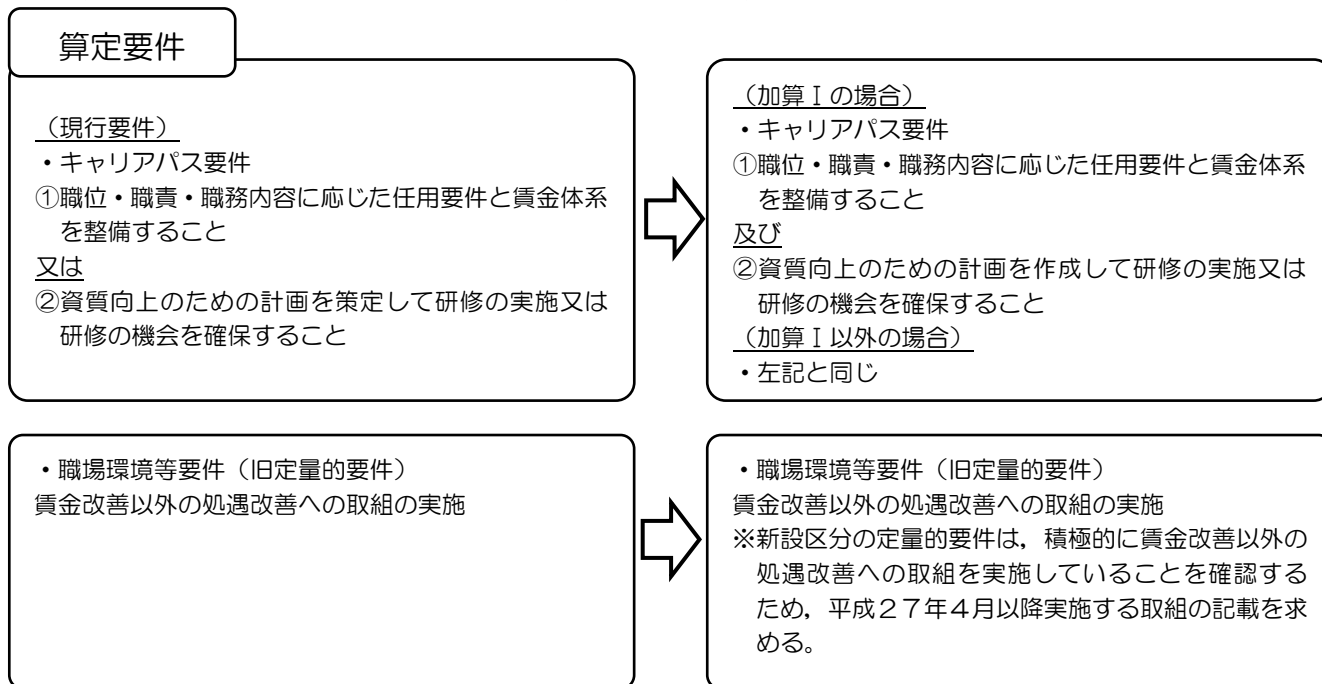 算定要件
（現行要件）
・キャリアパス要件
①職位・職責・職務内容に応じた任用要件と賃金体系
を整備すること
又は
②資質向上のための計画を策定して研修の実施又は
研修の機会を確保すること
（加算Ⅰの場合）
・キャリアパス要件
①職位・職責・職務内容に応じた任用要件と賃金体系
を整備すること
及び
②資質向上のための計画を作成して研修の実施又は
研修の機会を確保すること
（加算Ⅰ以外の場合）
・左記と同じ
・職場環境等要件（旧定量的要件）
賃金改善以外の処遇改善への取組の実施
・職場環境等要件（旧定量的要件）
賃金改善以外の処遇改善への取組の実施
※新設区分の定量的要件は，積極的に賃金改善以外の
処遇改善への取組を実施していることを確認する
ため，平成２７年４月以降実施する取組の記載を求
める。